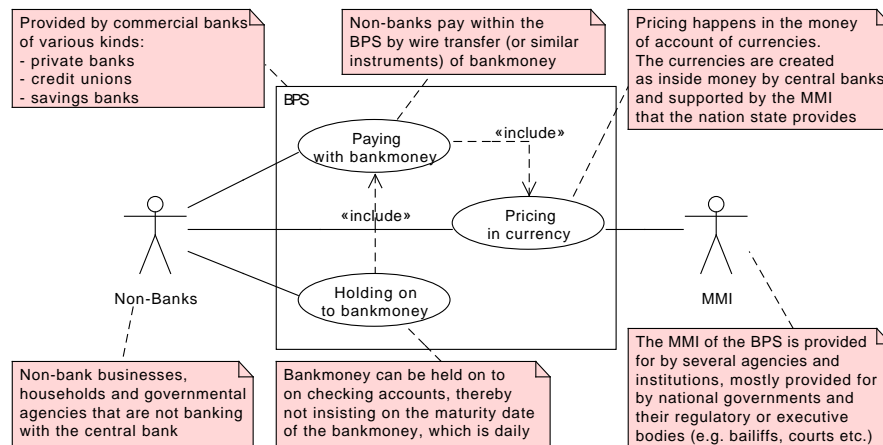 Provided by commercial banks
of various kinds:
- private banks
- credit unions
- savings banks
Non-banks pay within the
BPS by wire transfer (or similar
instruments) of bankmoney
Pricing happens in the money
of account of currencies.
The currencies are created
as inside money by central banks
and supported by the MMI
that the nation state provides
BPS
Paying
with bankmoney
«include»
«include»
Pricing
in currency
Holding on
to bankmoney
Non-Banks
MMI
Non-bank businesses,
households and governmental
agencies that are not banking
with the central bank
Bankmoney can be held on to
on checking accounts, thereby
not insisting on the maturity date
of the bankmoney, which is daily
The MMI of the BPS is provided
for by several agencies and
institutions, mostly provided for
by national governments and
their regulatory or executive
bodies (e.g. bailiffs, courts etc.)